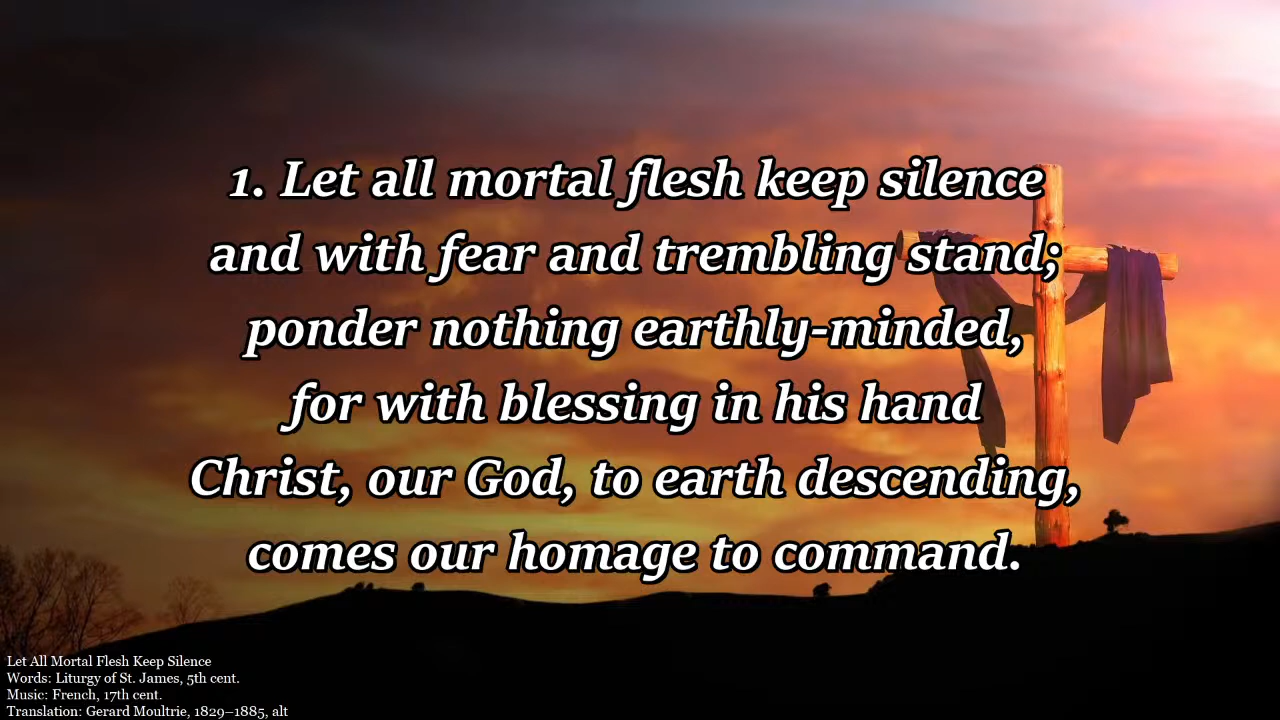 1. Let all mortal flesh keep silence
and with fear and trembling stand;
ponder nothing earthly-minded,
for with blessing in his hand
Christ, our God, to earth descending,
comes our homage to command.
Let All Mortal Flesh Keep Silence
Words: Liturgy of St. James, 5th cent.
Music: French, 17th cent.
Translation: Gerard Moultrie, 1829–1885, alt